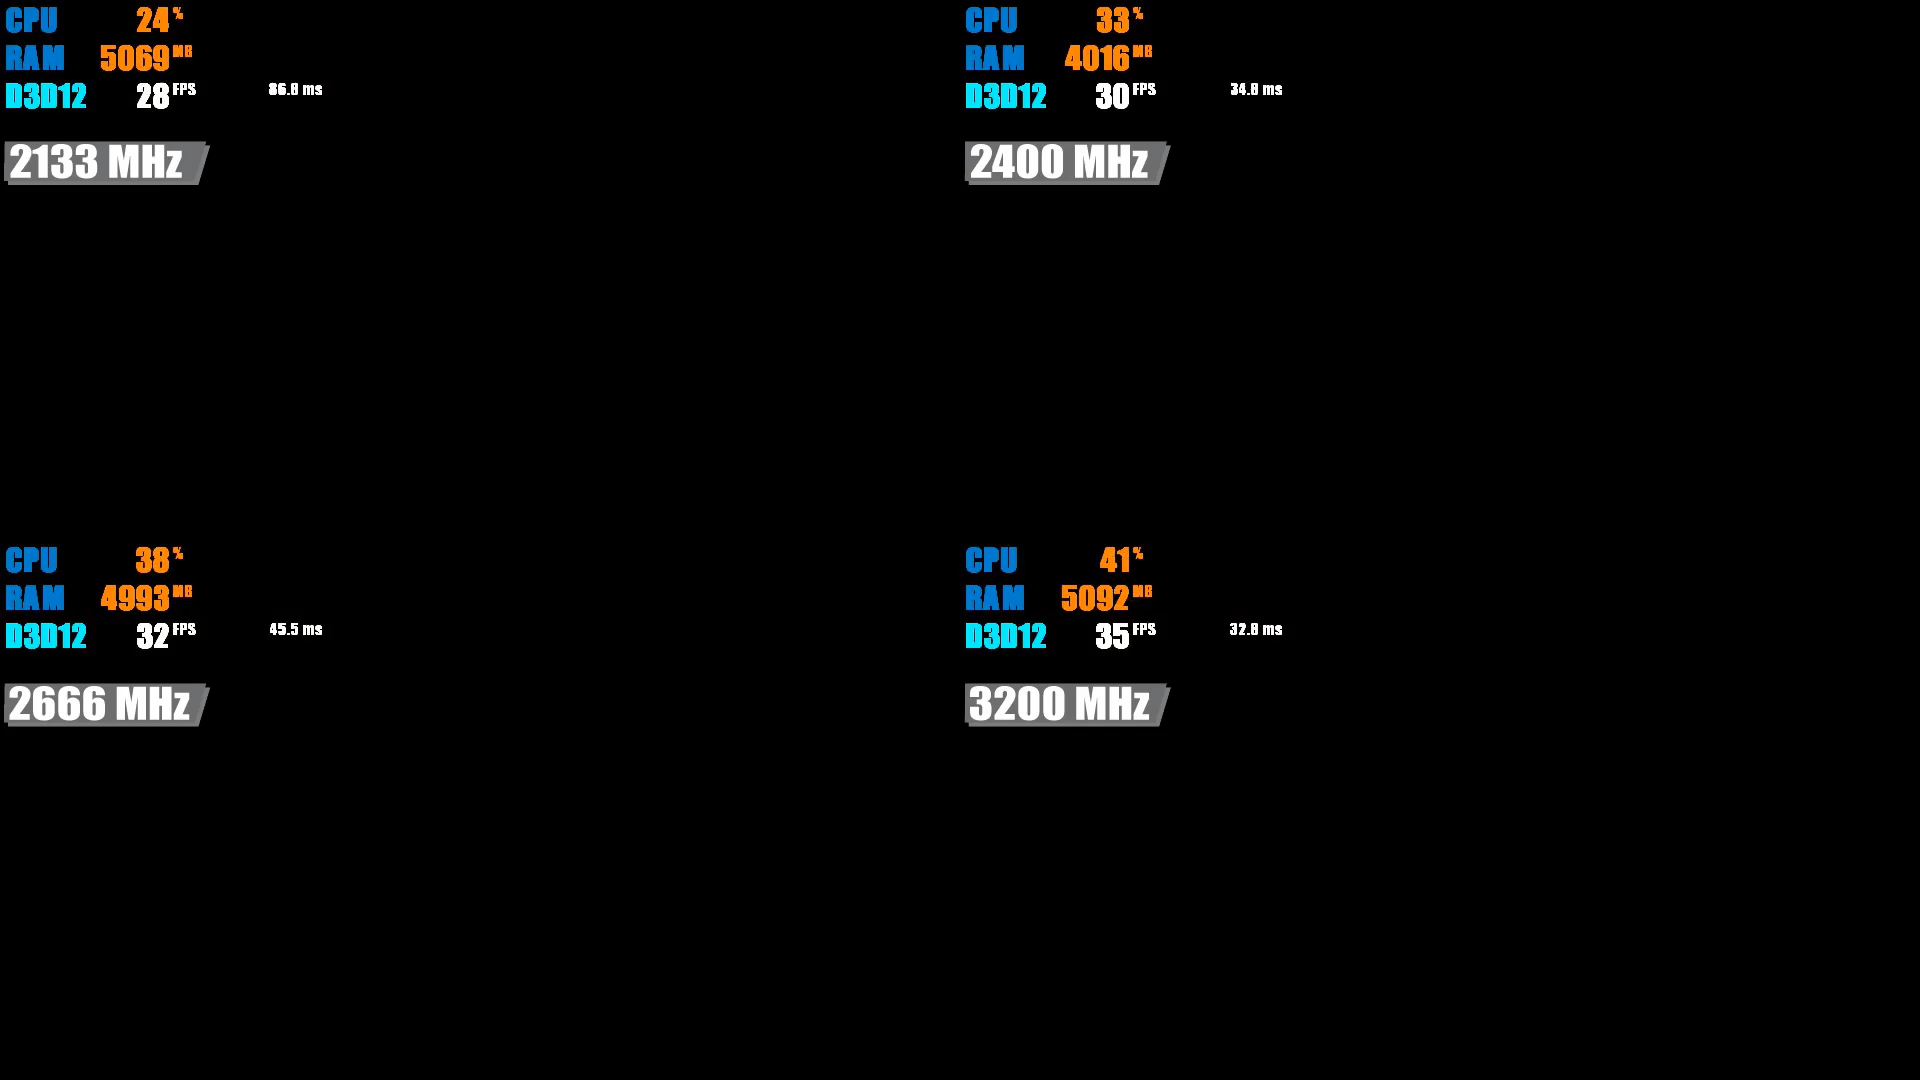 CPU 24 %
RAM 5069 MB
D3D12 28 FPS 86.8 ms
2133 MHz
CPU 33 %
RAM 4016 MB
D3D12 30 FPS 34.8 ms
2400 MHz
CPU 38 %
RAM 4993 MB
D3D12 32 FPS 45.5 ms
2666 MHz
CPU 41 %
RAM 5092 MB
D3D12 35 FPS 32.8 ms
3200 MHz